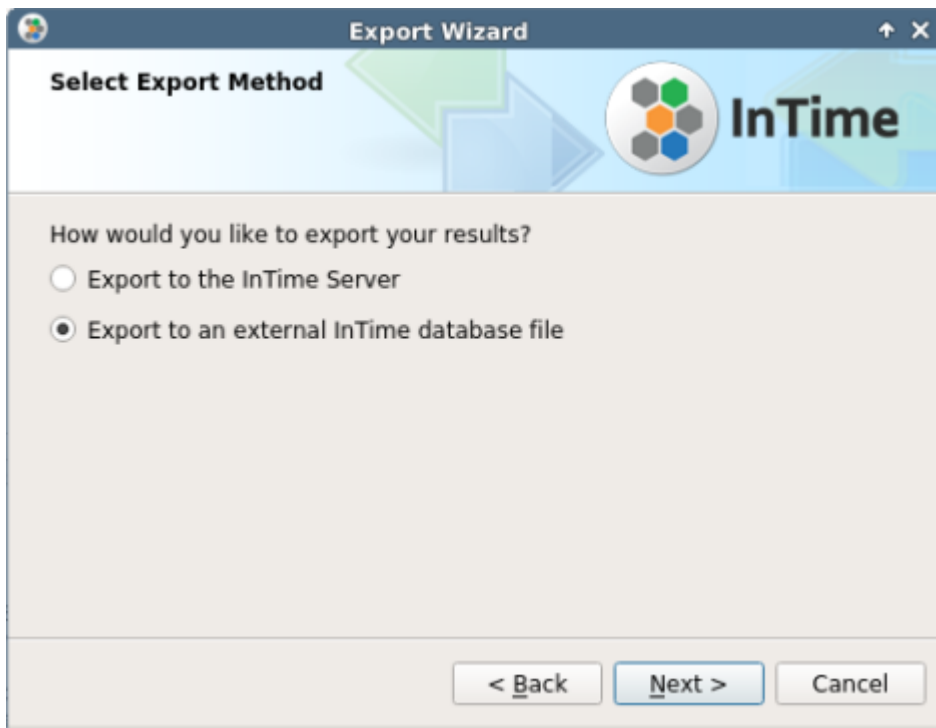 Export Wizard
Select Export Method
InTime
How would you like to export your results?
Export to the InTime Server
Export to an external InTime database file
< Back
Next >
Cancel